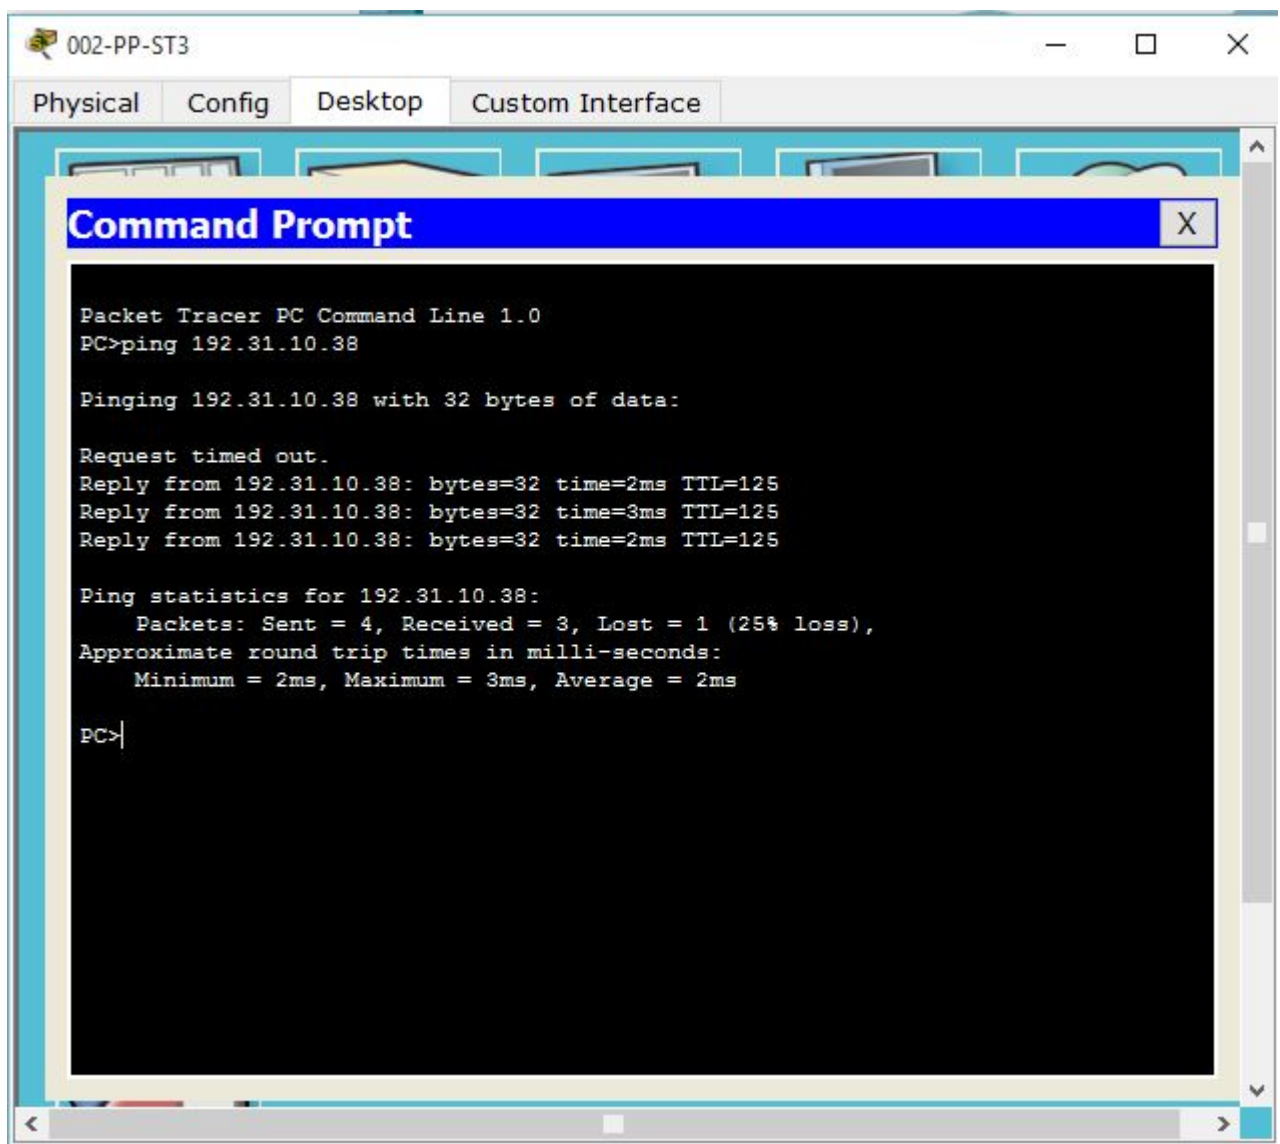 002-PP-ST3
Physical Config Desktop Custom Interface
Command Prompt X
Packet Tracer PC Command Line 1.0
PC>ping 192.31.10.38
Pinging 192.31.10.38 with 32 bytes of data:
Request timed out.
Reply from 192.31.10.38: bytes=32 time=2ms TTL=125
Reply from 192.31.10.38: bytes=32 time=3ms TTL=125
Reply from 192.31.10.38: bytes=32 time=2ms TTL=125
Ping statistics for 192.31.10.38:
Packets: Sent = 4, Received = 3, Lost = 1 (25% loss),
Approximate round trip times in milli-seconds:
Minimum = 2ms, Maximum = 3ms, Average = 2ms
PC>